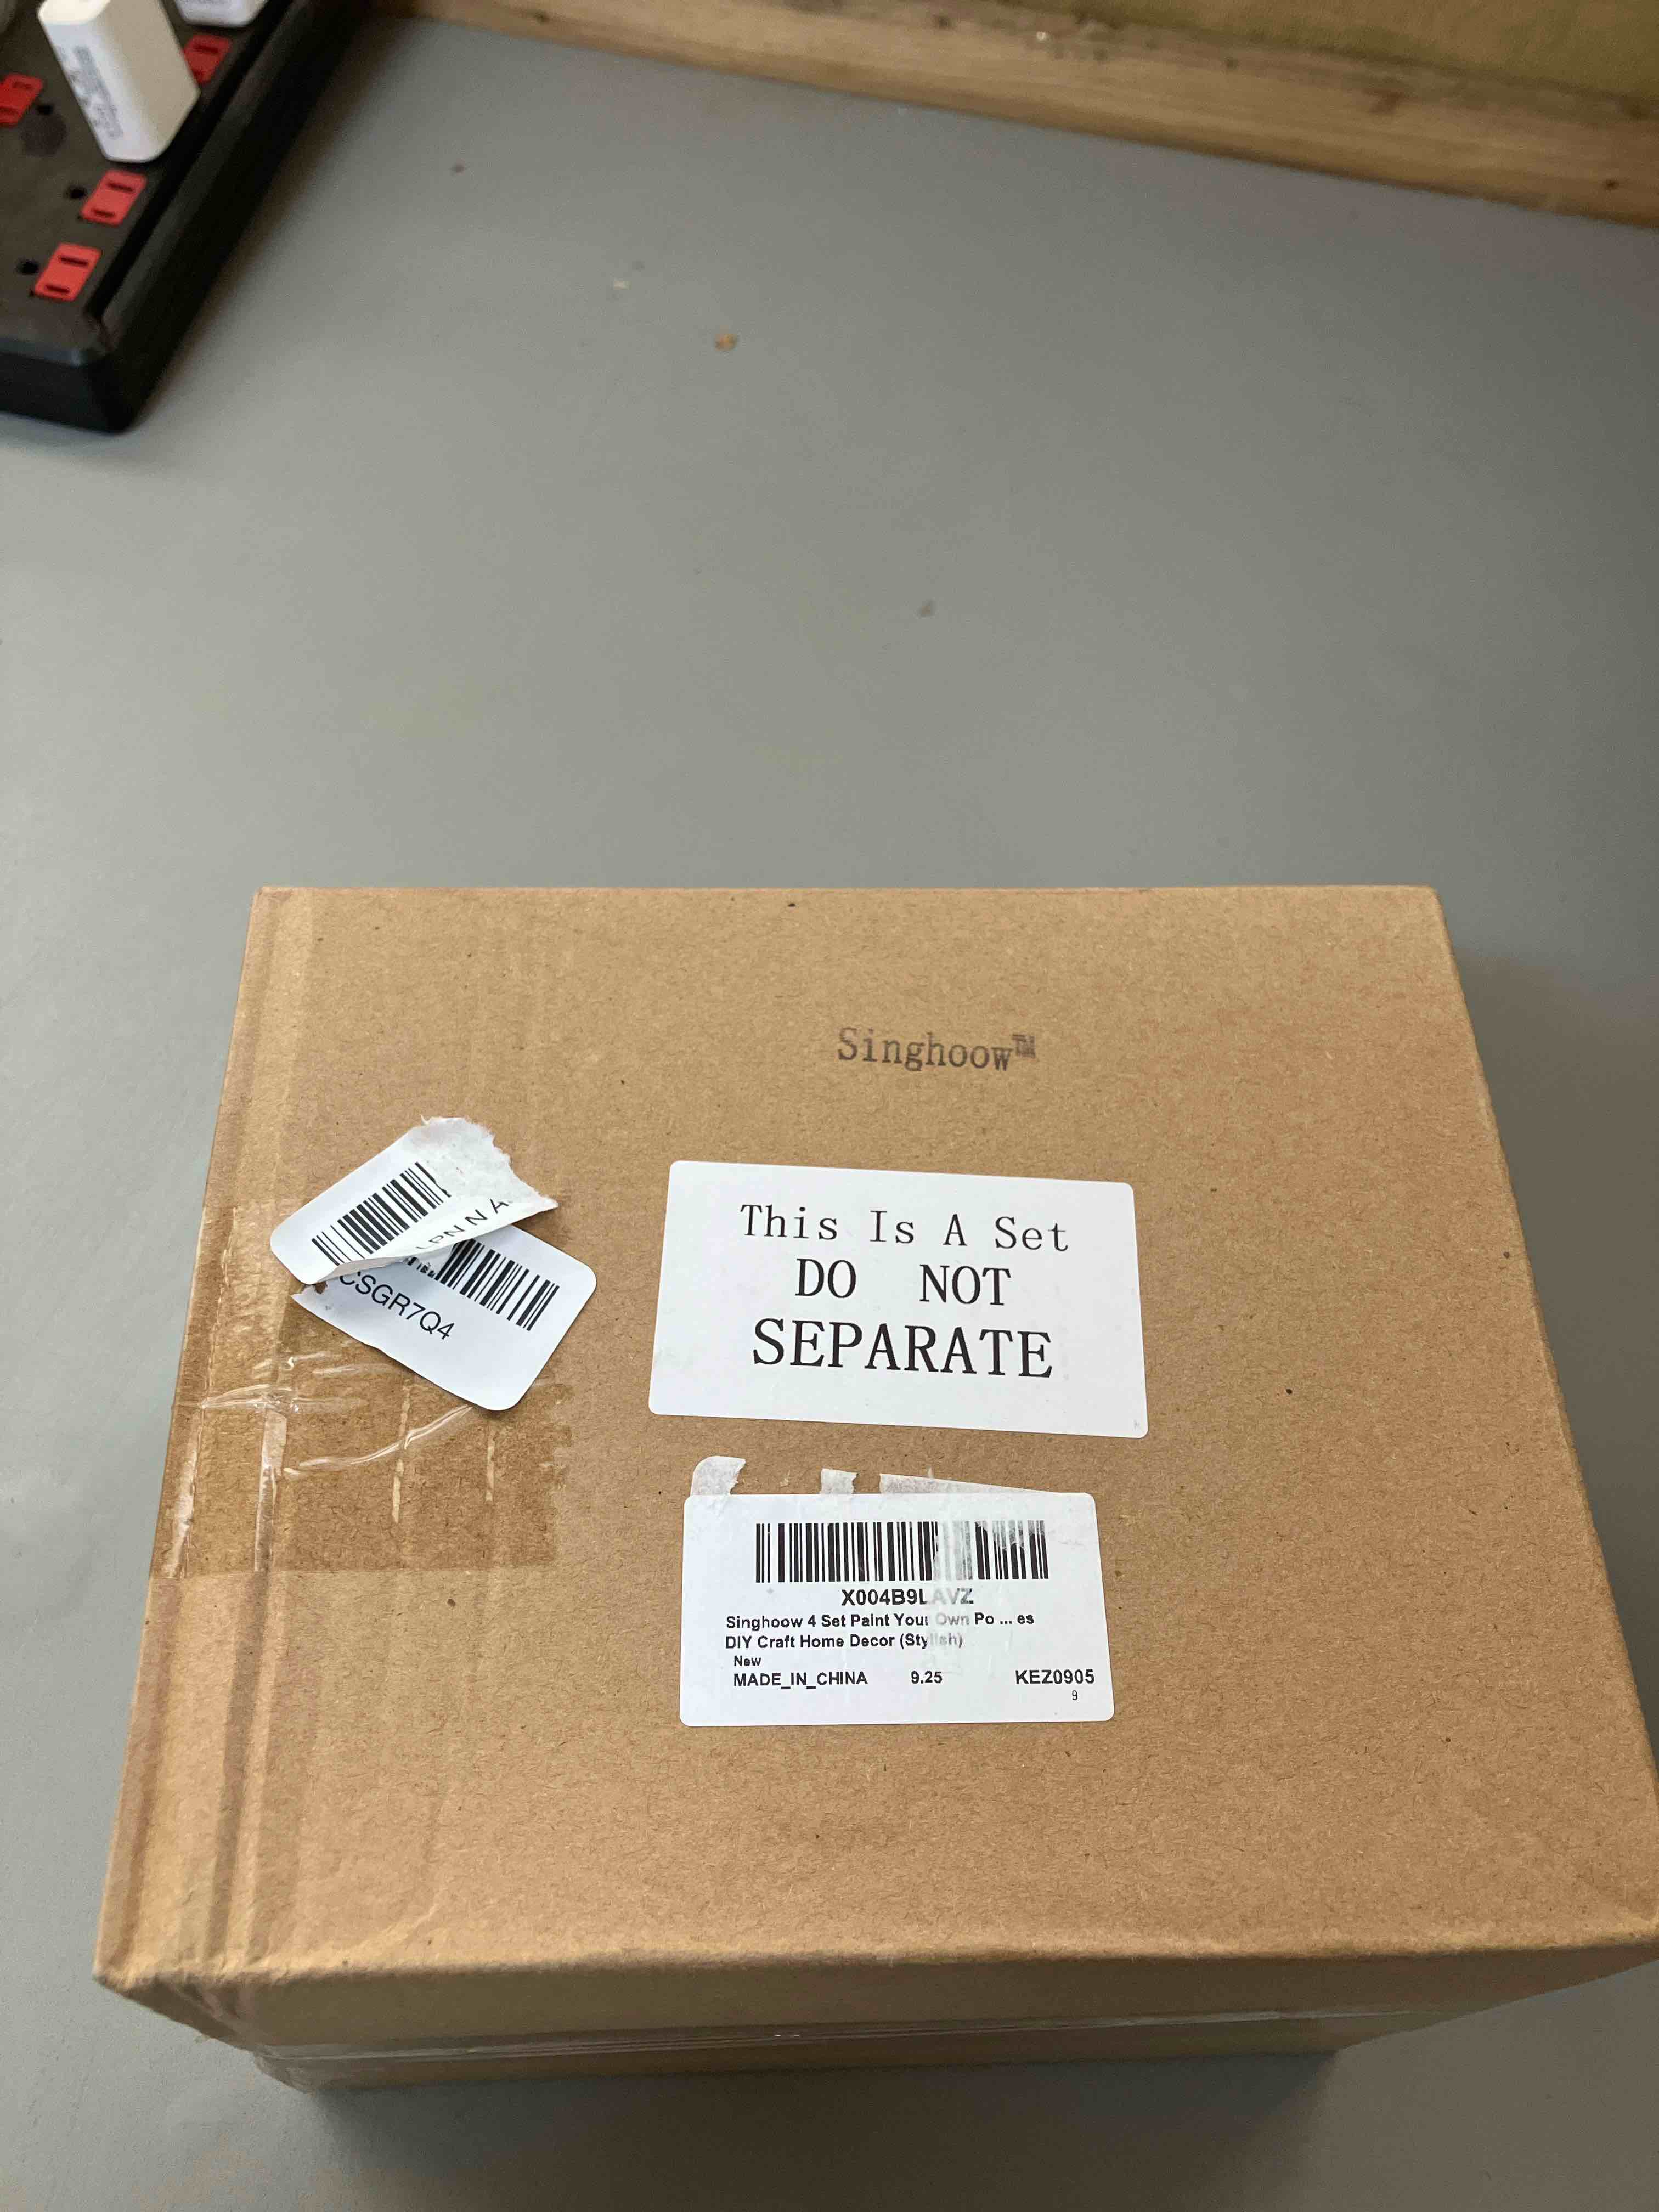 Singhoow™
LPNNA
CSGR7Q4
This Is A Set
DO NOT
SEPARATE
X004B9LAVZ
Singhoow 4 Set Paint Your Own Po ... es
DIY Craft Home Decor (Stylish)
New
MADE_IN_CHINA 9.25 KEZ0905
9